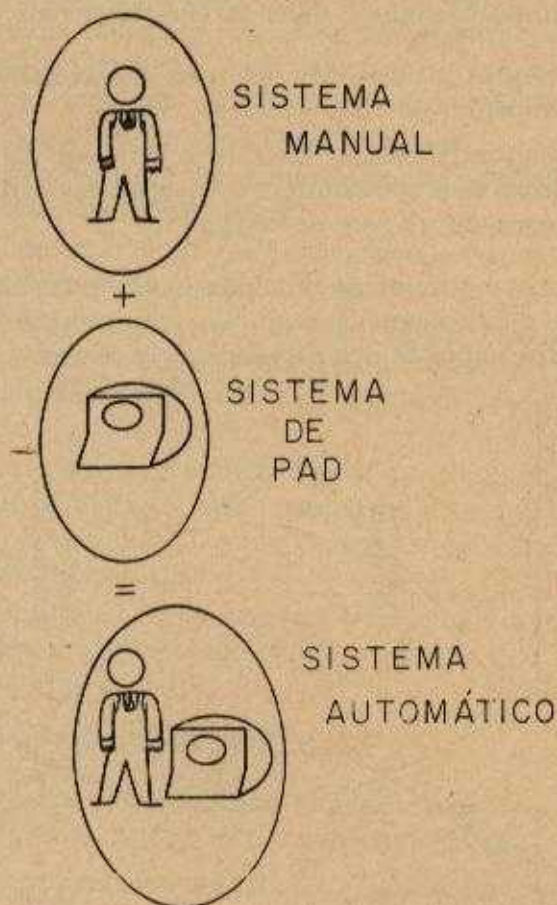 SISTEMA
MANUAL
+
SISTEMA
DE
PAD
=
SISTEMA
AUTOMÁTICO